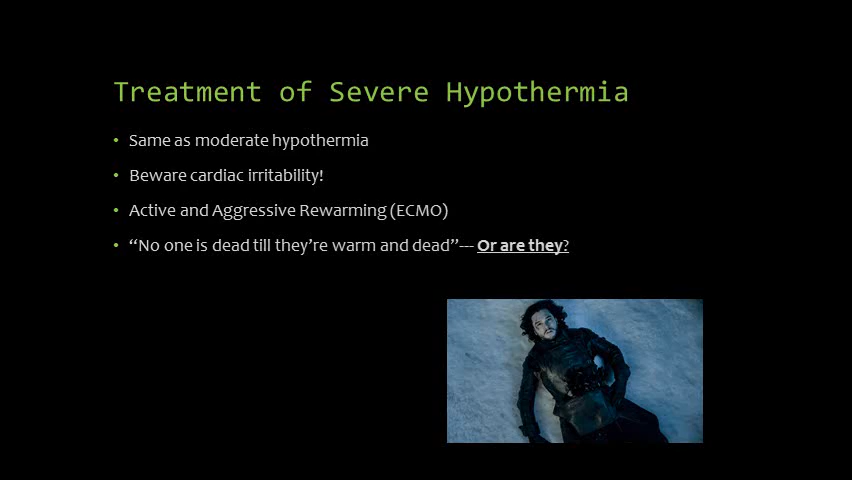 Treatment of Severe Hypothermia
• Same as moderate hypothermia
• Beware cardiac irritability!
• Active and Aggressive Rewarming (ECMO)
• “No one is dead till they’re warm and dead”--- Or are they?